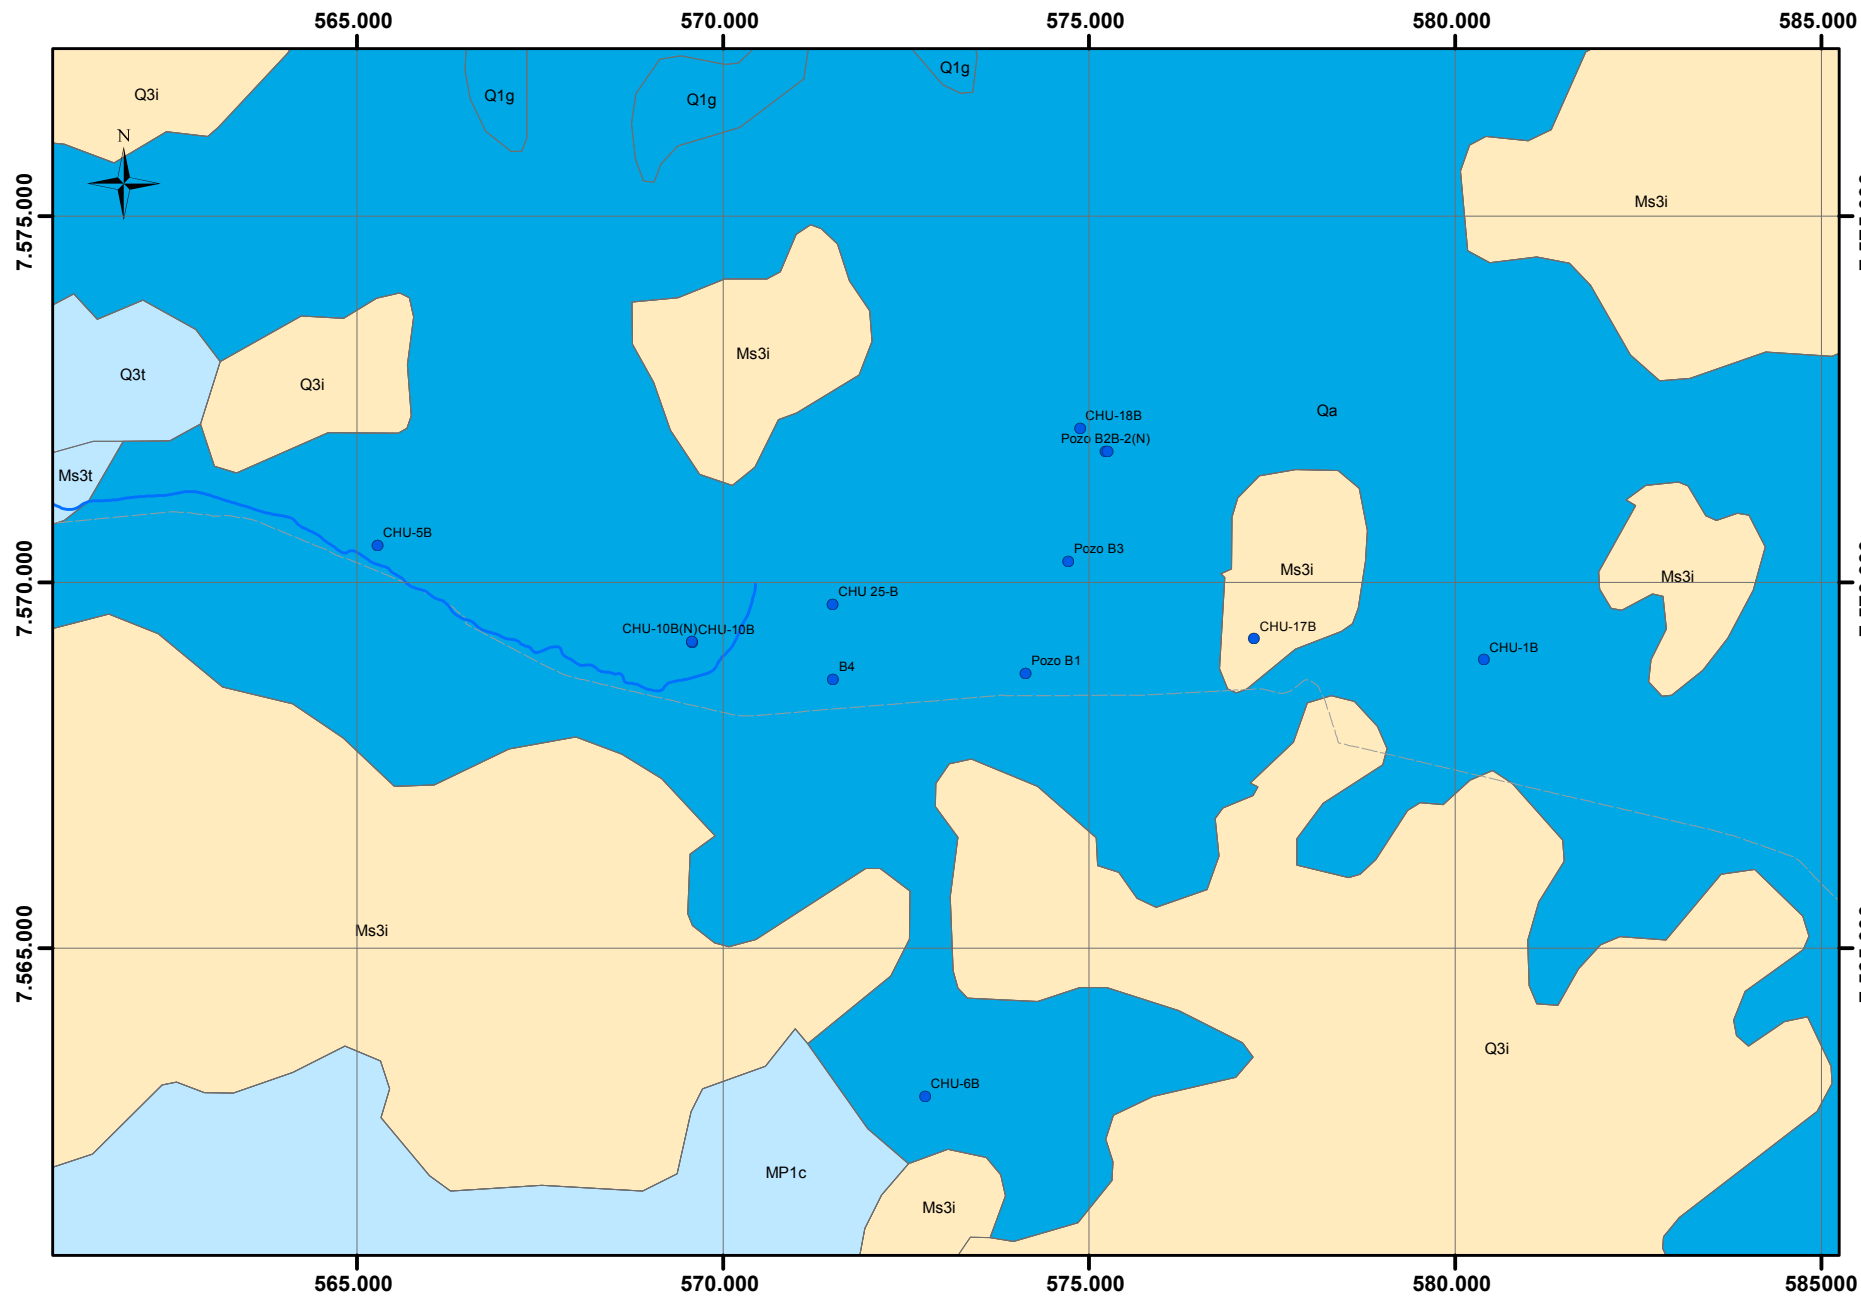 565.000
570.000
575.000
580.000
585.000
Q3i
Q1g
Q1g
Q1g
N
7.575.000
Ms3i
Ms3i
Q3t
Q3i
Qa
CHU-18B
Pozo B2B-2(N)
Ms3t
CHU-5B
Pozo B3
Ms3i
Ms3i
7.570.000
CHU 25-B
CHU-10B(N)
CHU-10B
CHU-17B
CHU-1B
B4
Pozo B1
Ms3i
7.565.000
Q3i
CHU-6B
MP1c
Ms3i
565.000
570.000
575.000
580.000
585000